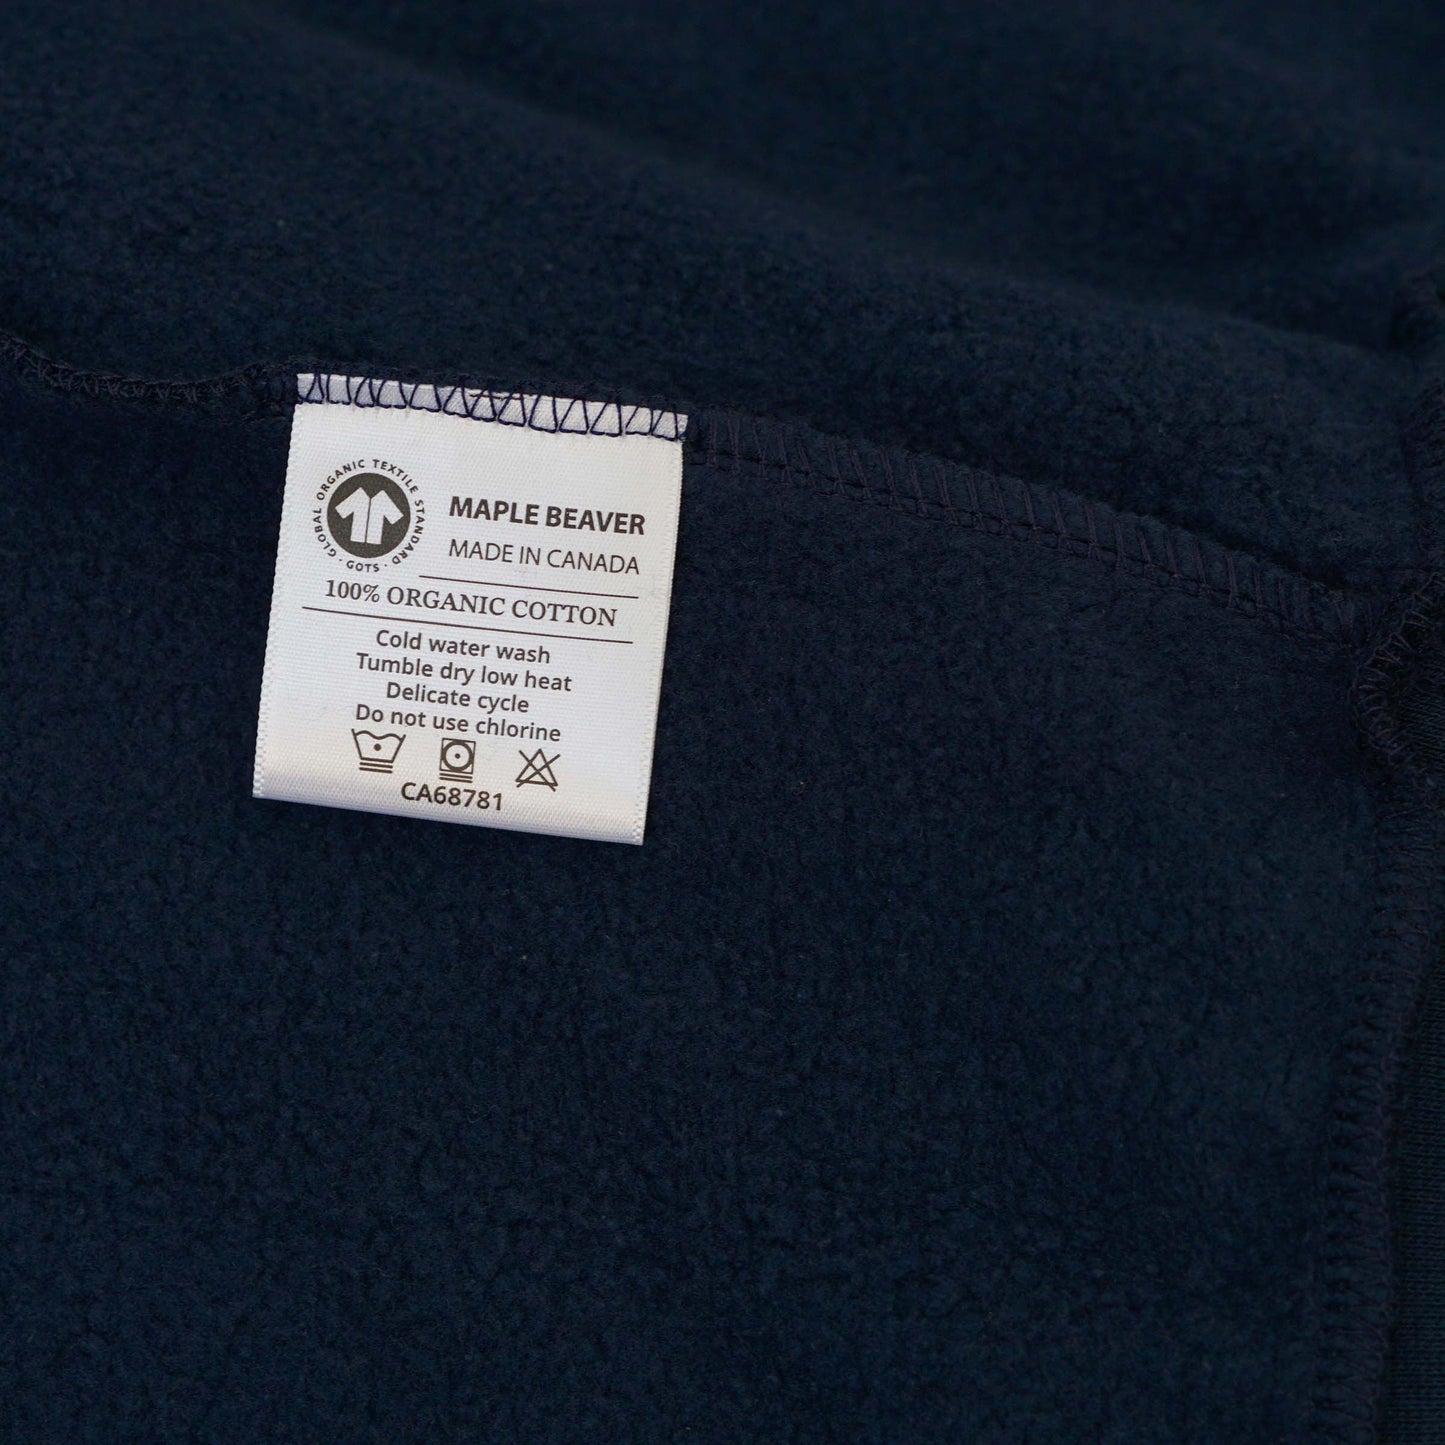 GLOBAL ORGANIC TEXTILE STANDARD · GOTS ·
MAPLE BEAVER
MADE IN CANADA
100% ORGANIC COTTON
Cold water wash
Tumble dry low heat
Delicate cycle
Do not use chlorine
CA68781